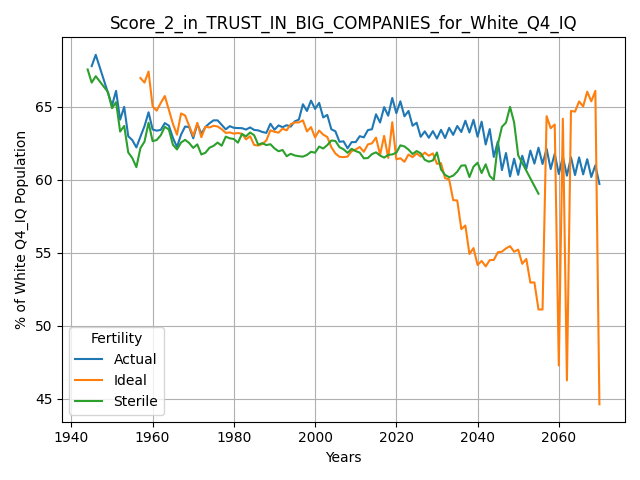 Score_2_in_TRUST_IN_BIG_COMPANIES_for_White_Q4_IQ
% of White Q4_IQ Population
65
60
55
50
45
Fertility
Actual
Ideal
Sterile
1940
1960
1980
2000
2020
2040
2060
Years